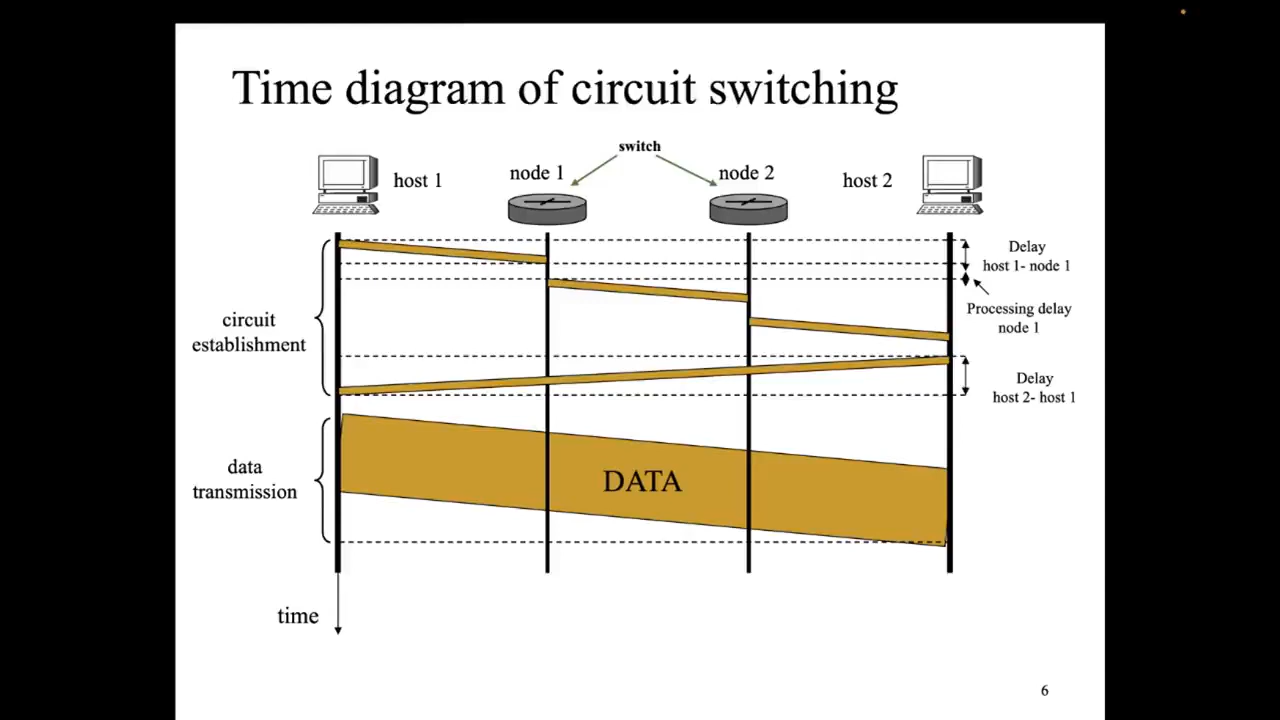 Time diagram of circuit switching
switch
host 1
node 1
node 2
host 2
Delay
host 1- node 1
Processing delay
node 1
circuit
establishment
Delay
host 2- host 1
data
transmission
DATA
time
6